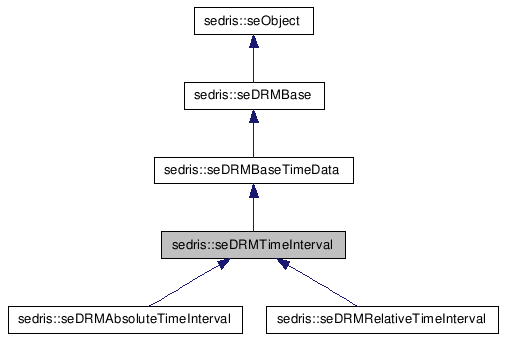 sedris::seObject
sedris::seDRMBase
sedris::seDRMBaseTimeData
sedris::seDRMTimeInterval
sedris::seDRMAbsoluteTimeInterval
sedris::seDRMRelativeTimeInterval